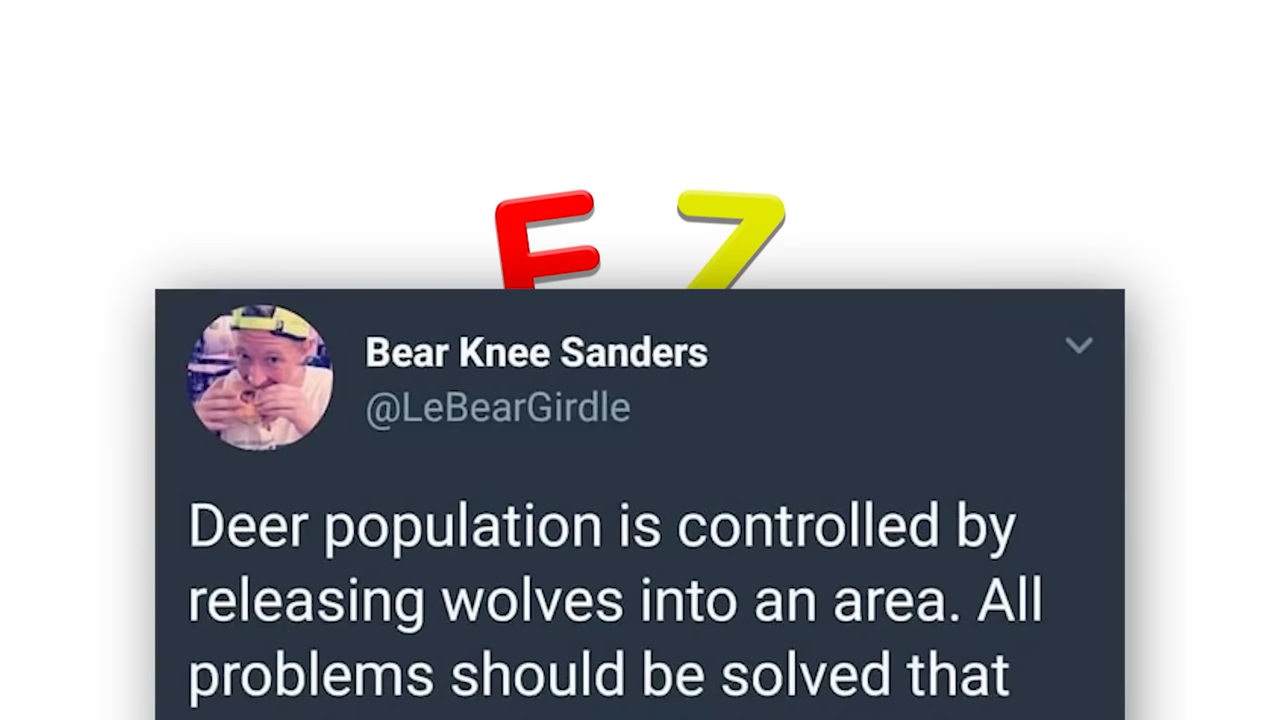 EZ
Bear Knee Sanders
@LeBearGirdle
Deer population is controlled by
releasing wolves into an area. All
problems should be solved that